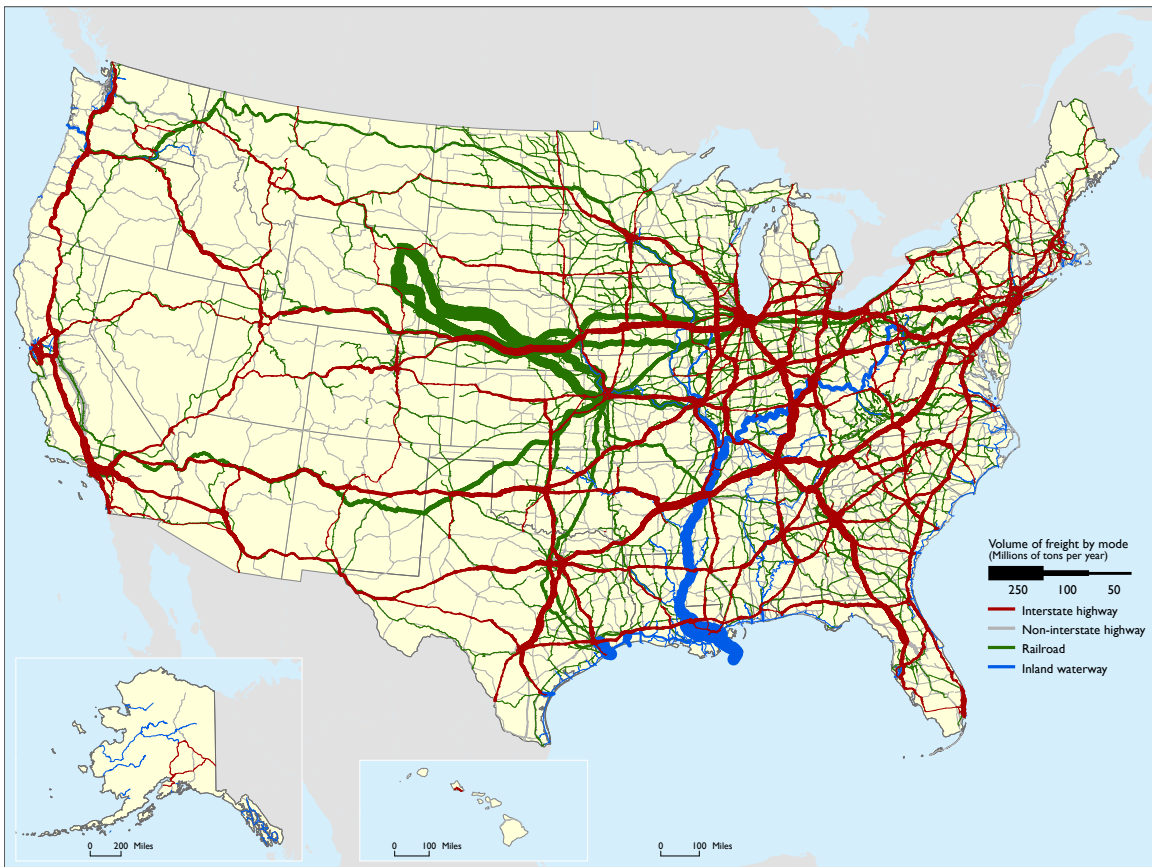 Volume of freight by mode
(Millions of tons per year)
250 100 50
Interstate highway
Non-interstate highway
Railroad
Inland waterway
0 200 Miles
0 100 Miles
0 100 Miles